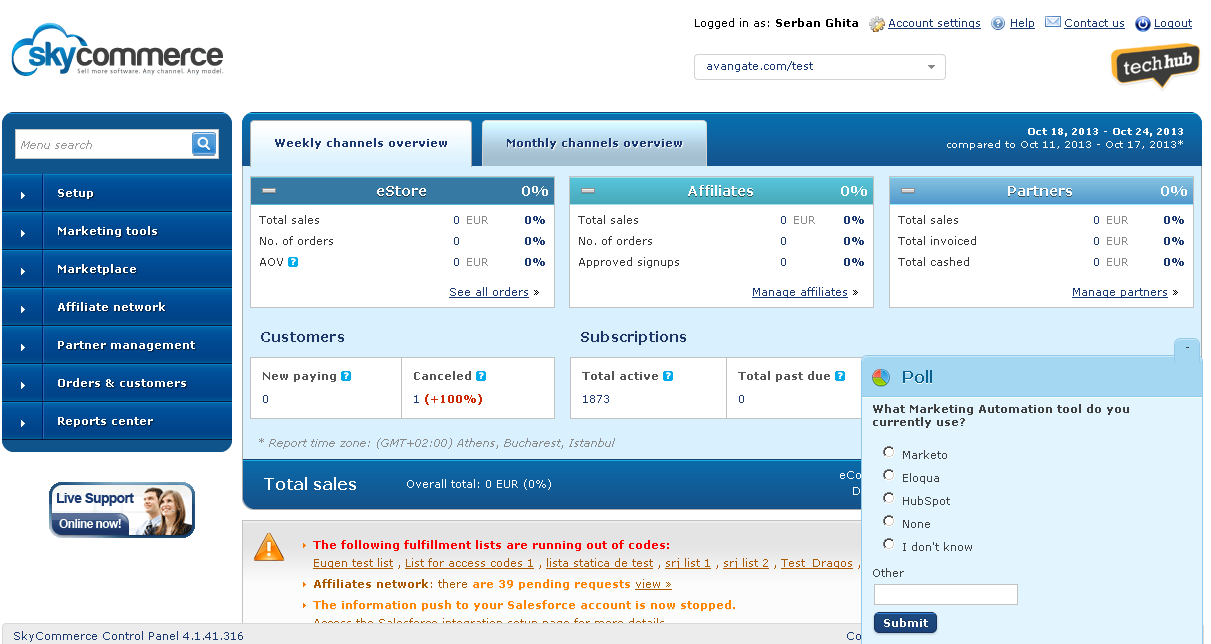 Logged in as: Serban Ghita Account settings Help Contact us Logout
skycommerce
Sell more software. Any channel. Any model.
avangate.com/test
techhub
Menu search
Setup
Marketing tools
Marketplace
Affiliate network
Partner management
Orders & customers
Reports center
Live Support
Online now!
Weekly channels overview
Monthly channels overview
Oct 18, 2013 - Oct 24, 2013
compared to Oct 11, 2013 - Oct 17, 2013*
eStore 0%
Total sales 0 EUR 0%
No. of orders 0 0%
AOV ? 0 EUR 0%
See all orders »
Affiliates 0%
Total sales 0 EUR 0%
No. of orders 0 0%
Approved signups 0 0%
Manage affiliates »
Partners 0%
Total sales 0 EUR 0%
Total invoiced 0 EUR 0%
Total cashed 0 EUR 0%
Manage partners »
Customers
New paying ?
0
Canceled ?
1 (+100%)
Subscriptions
Total active ?
1873
Total past due ?
0
* Report time zone: (GMT+02:00) Athens, Bucharest, Istanbul
Total sales Overall total: 0 EUR (0%)
The following fulfillment lists are running out of codes:
Eugen test list , List for access codes 1 , lista statica de test , srj list 1 , srj list 2 , Test_Dragos ,
Affiliates network: there are 39 pending requests view »
The information push to your Salesforce account is now stopped.
Access the Salesforce integration setup page for more details.
-
Poll
What Marketing Automation tool do you
currently use?
Marketo
Eloqua
HubSpot
None
I don't know
Other
Submit
SkyCommerce Control Panel 4.1.41.316